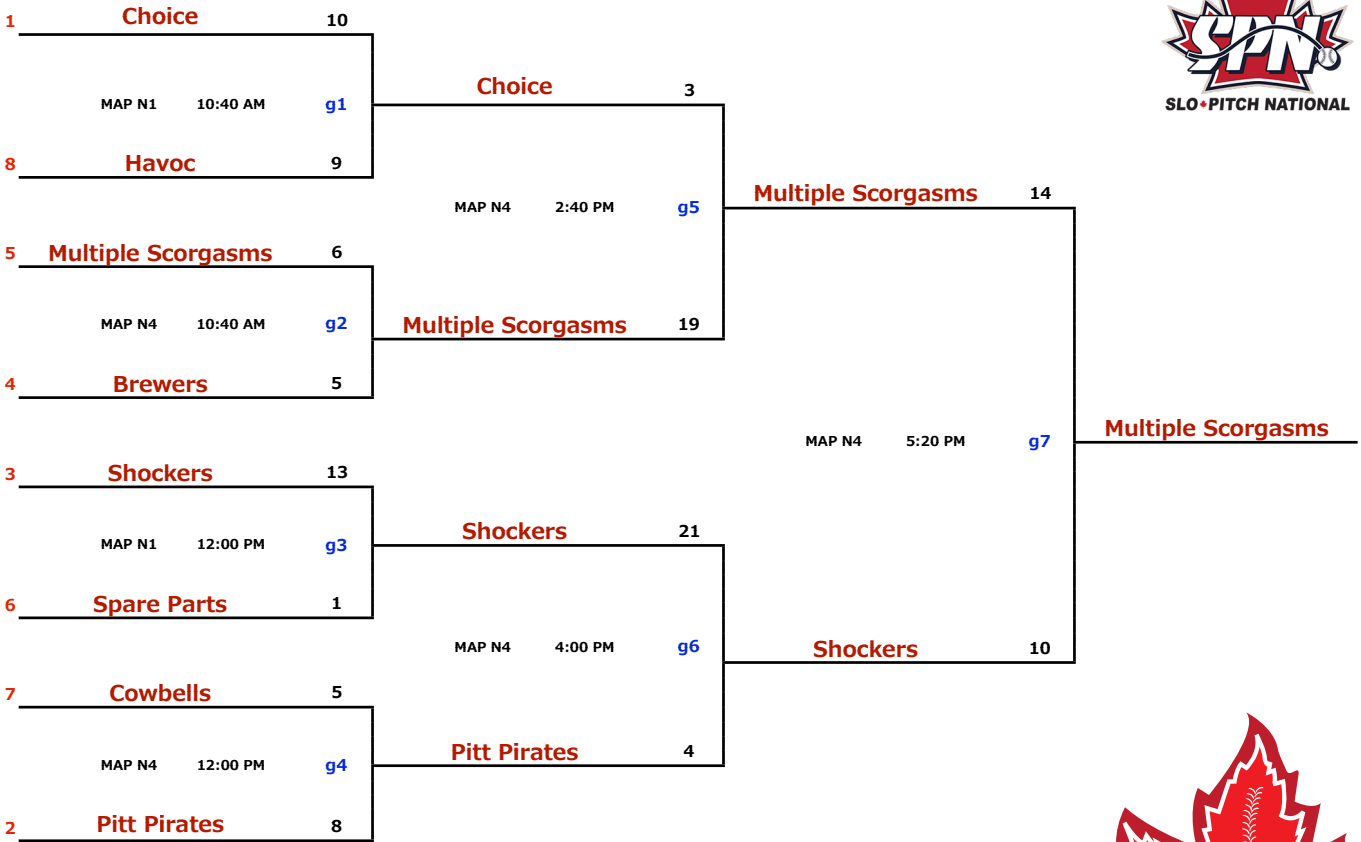 1 Choice 10
SPN
SLO PITCH NATIONAL
Choice 3
MAP N1 10:40 AM g1
8 Havoc 9
Multiple Scorgasms 14
MAP N4 2:40 PM g5
5 Multiple Scorgasms 6
MAP N4 10:40 AM g2
Multiple Scorgasms 19
4 Brewers 5
Multiple Scorgasms
MAP N4 5:20 PM g7
3 Shockers 13
Shockers 21
MAP N1 12:00 PM g3
6 Spare Parts 1
MAP N4 4:00 PM g6
Shockers 10
7 Cowbells 5
Pitt Pirates 4
MAP N4 12:00 PM g4
2 Pitt Pirates 8